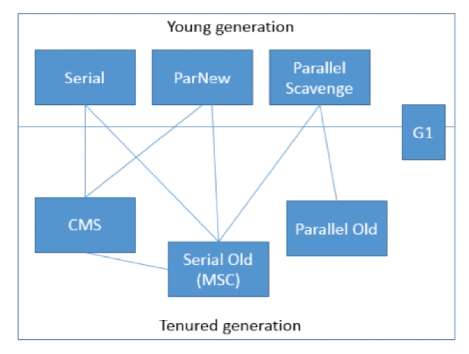 Young generation
Serial
ParNew
Parallel
Scavenge
G1
CMS
Parallel Old
Serial Old
(MSC)
Tenured generation